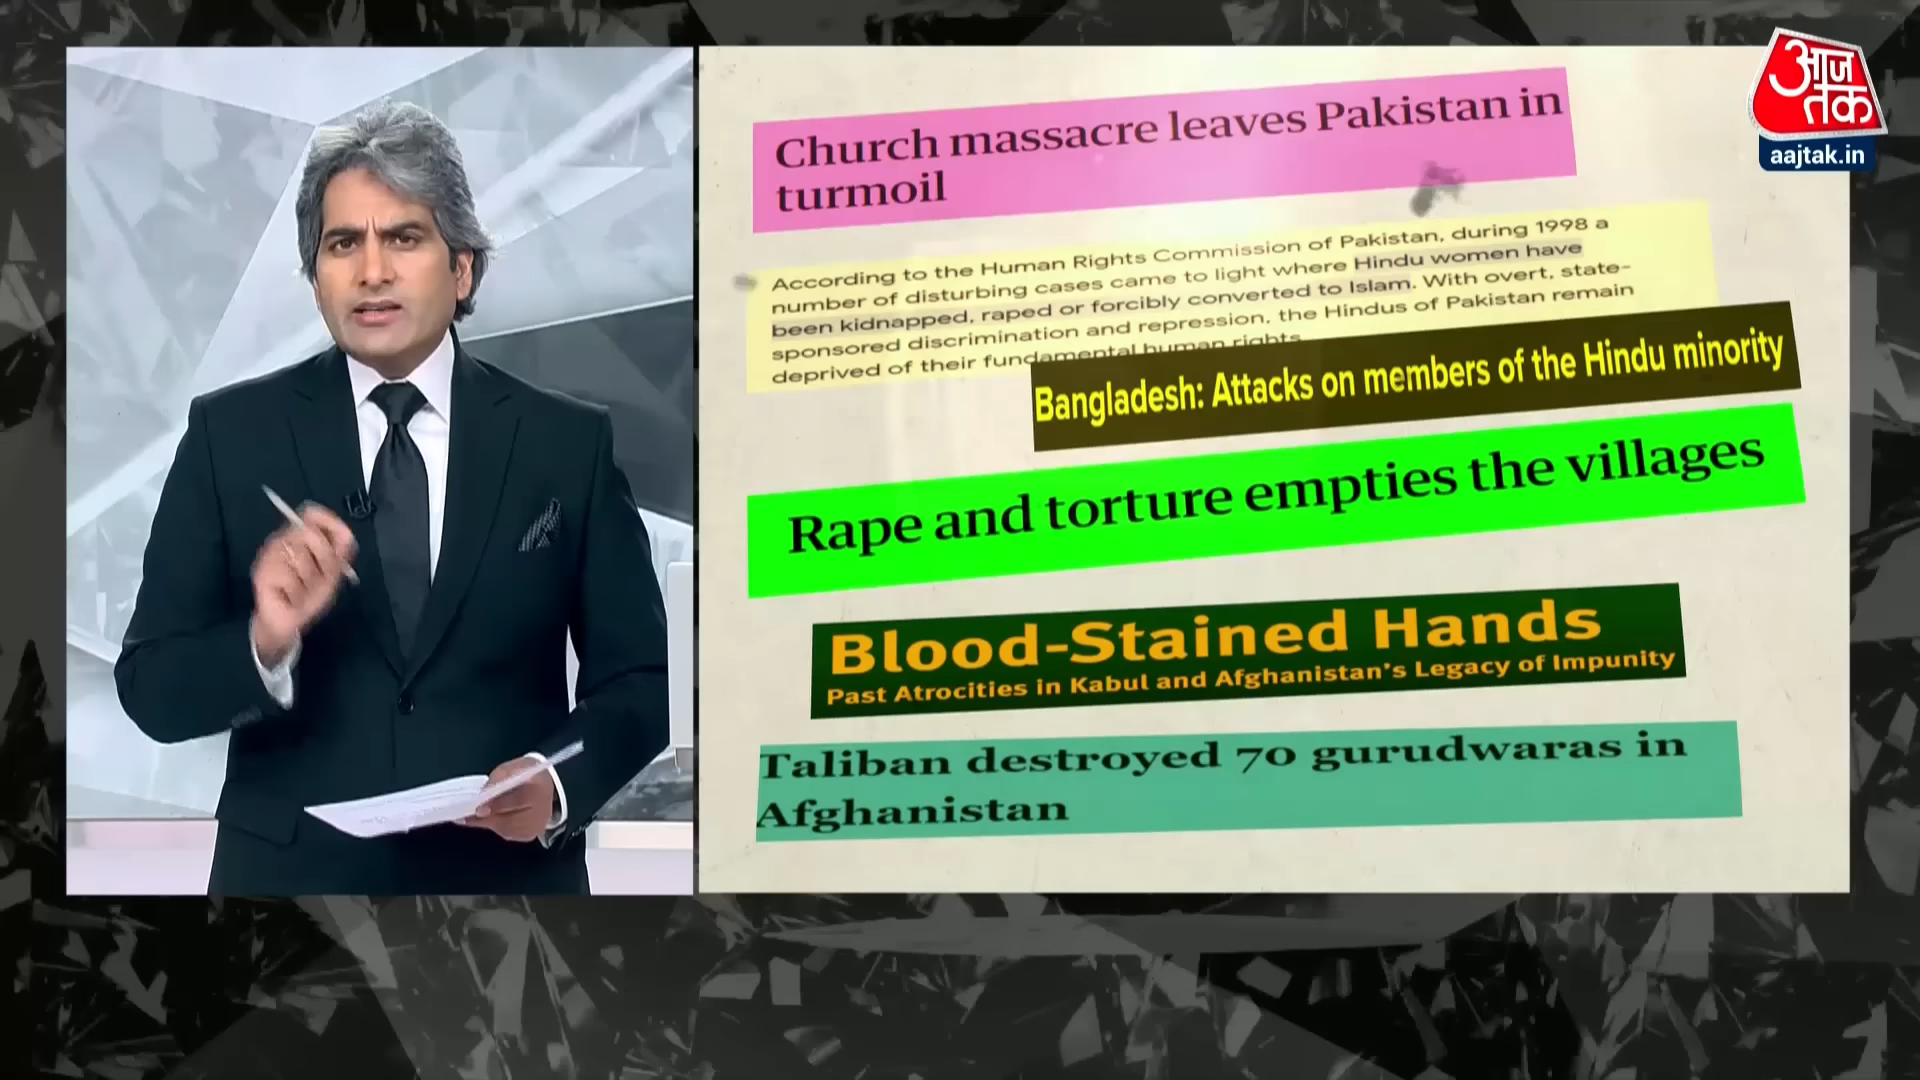 आज
तक
aajtak.in
Church massacre leaves Pakistan in
turmoil
According to the Human Rights Commission of Pakistan, during 1998 a
number of disturbing cases came to light where Hindu women have
been kidnapped, raped or forcibly converted to Islam. With overt, state-
sponsored discrimination and repression, the Hindus of Pakistan remain
deprived of their fundamental human rights.
Bangladesh: Attacks on members of the Hindu minority
Rape and torture empties the villages
Blood-Stained Hands
Past Atrocities in Kabul and Afghanistan's Legacy of Impunity
Taliban destroyed 70 gurudwaras in
Afghanistan